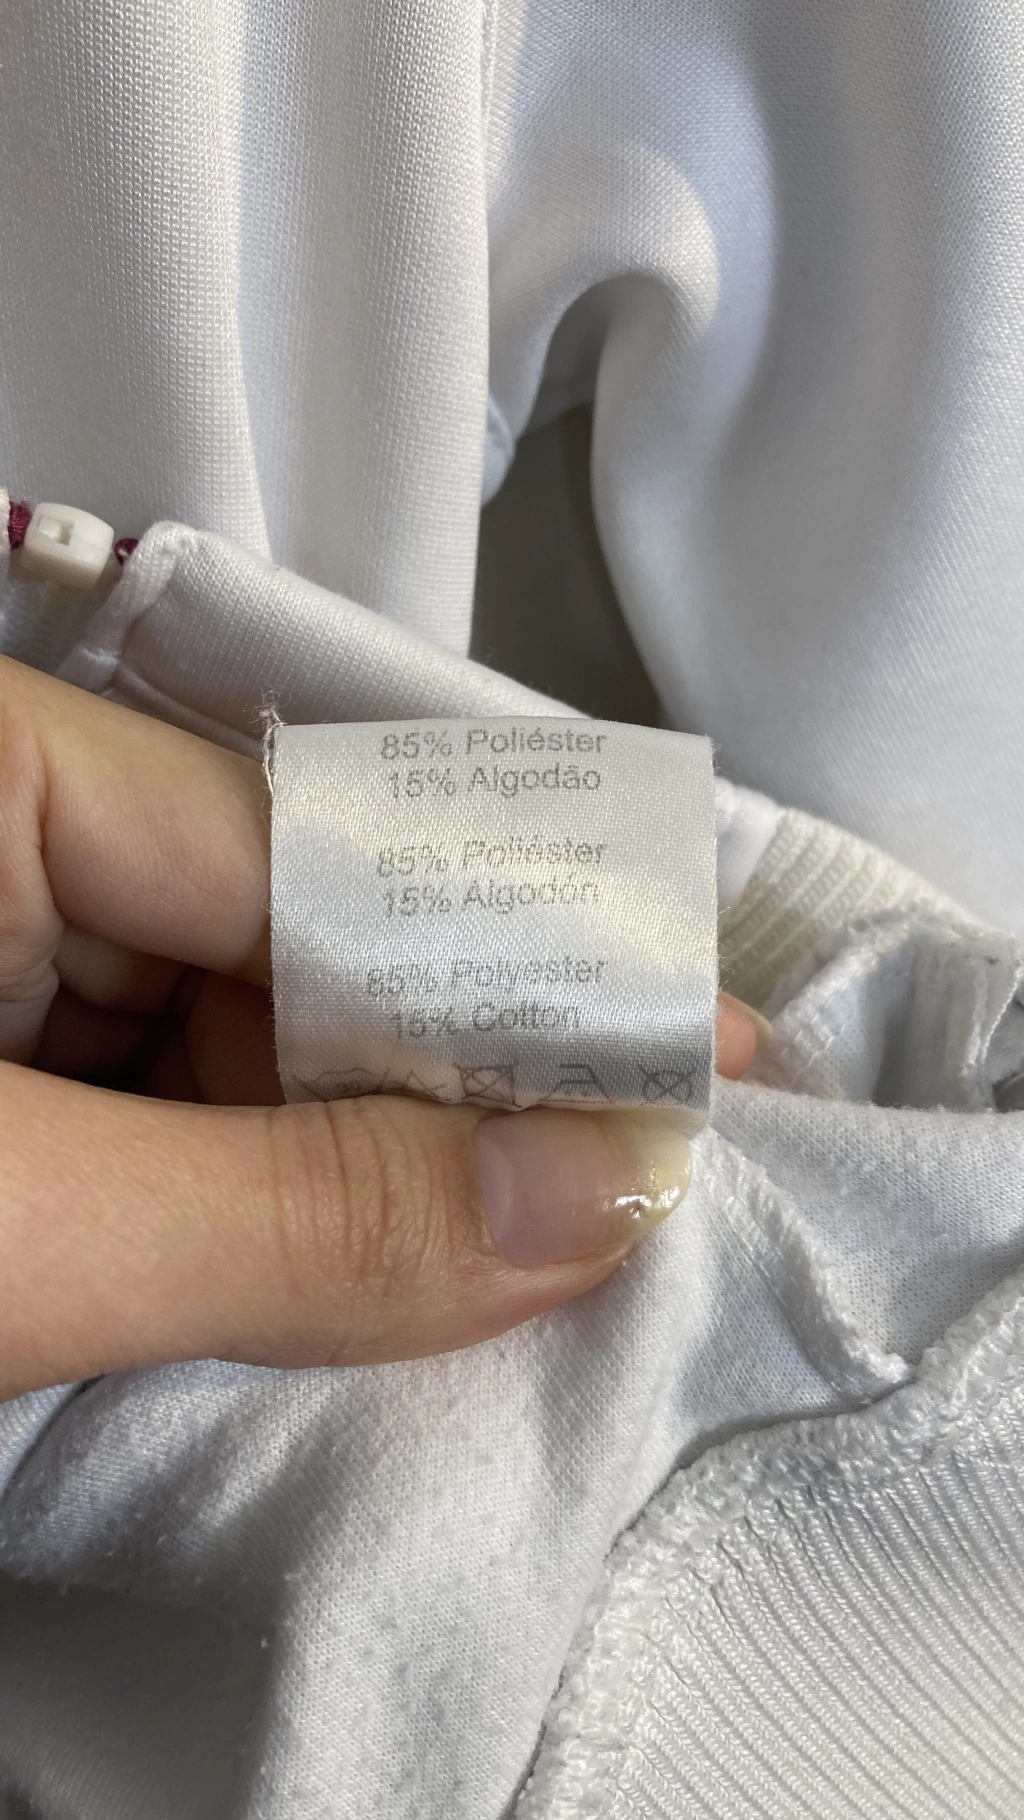 85% Poliéster
15% Algodão
85% Poliéster
15% Algodón
85% Polyester
15% Cotton